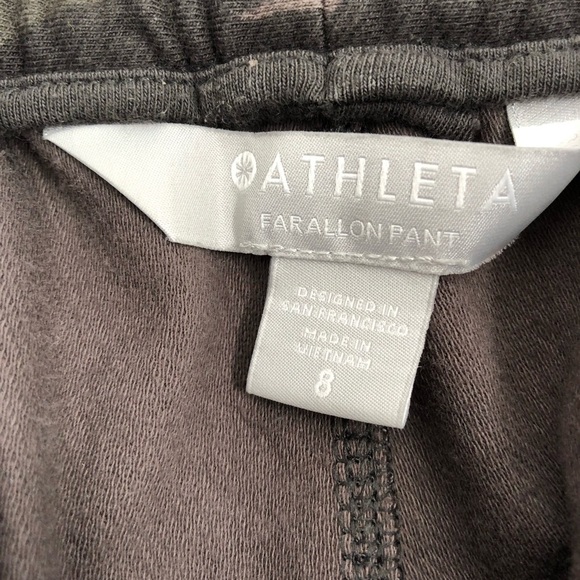 ATHLETA
FARALLON PANT
DESIGNED IN
SAN FRANCISCO
MADE IN
VIETNAM
8